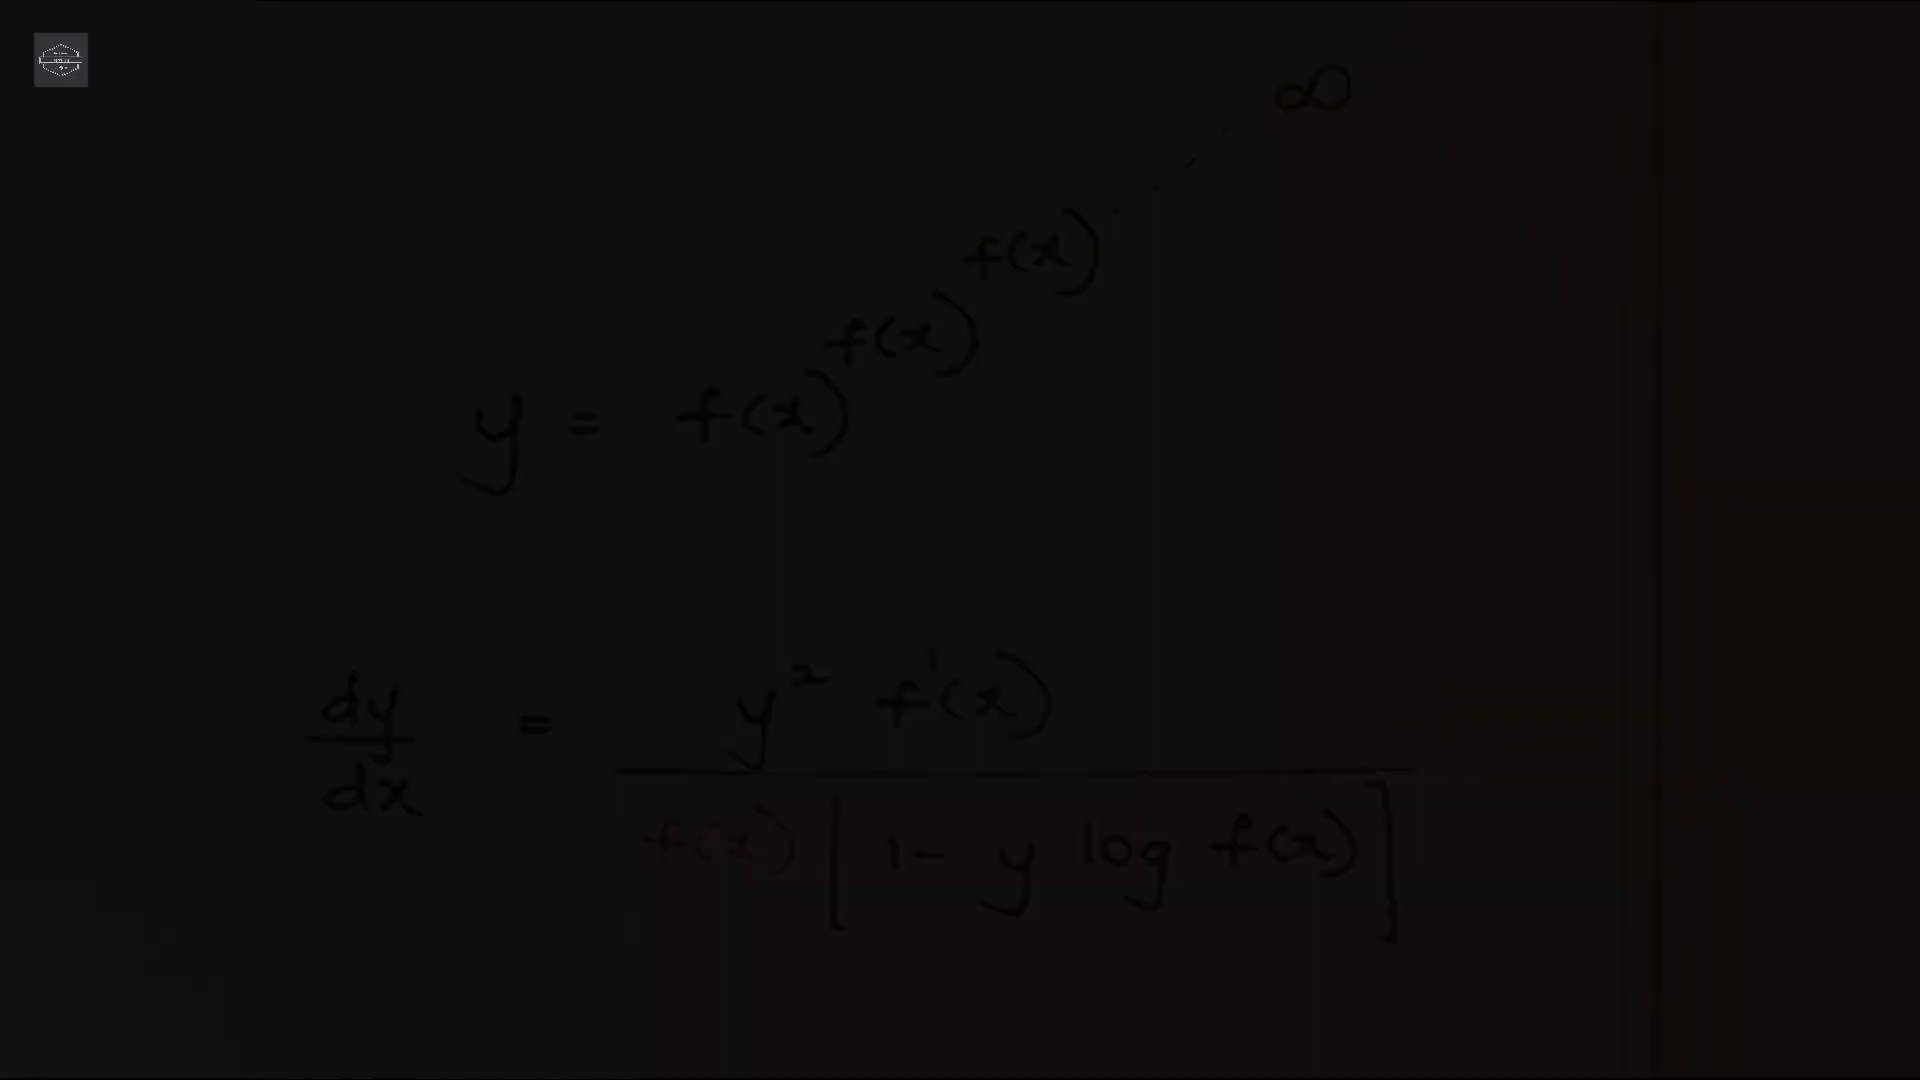 y = f(x)^f(x)^f(x)^. . . . ∞
dy/dx = y² f'(x) / f(x) [1 - y log f(x)]